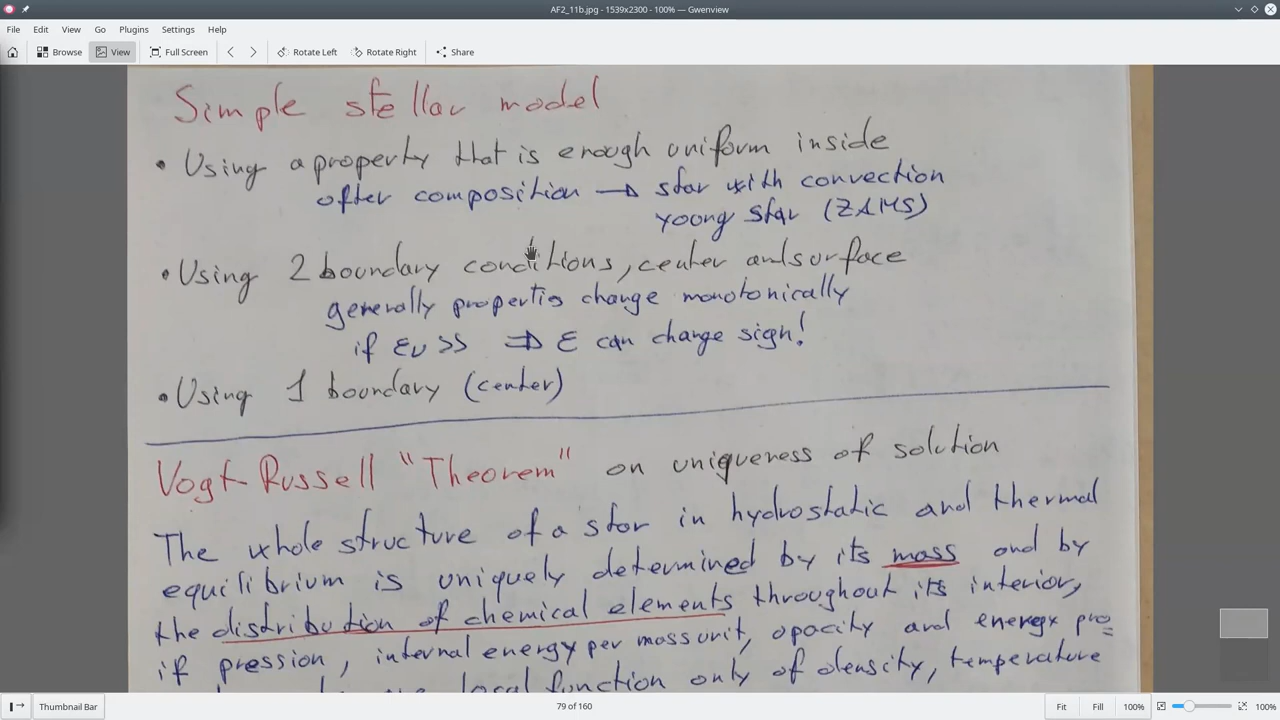 AF2_11b.jpg - 1539x2300 - 100% — Gwenview
File Edit View Go Plugins Settings Help
Browse View Full Screen Rotate Left Rotate Right Share
Simple stellar model
• Using a property that is enough uniform inside
often composition → star with convection
young star (ZAMS)
• Using 2 boundary conditions, center and surface
generally properties change monotonically
if εν >> ⇒ ε can change sign!
• Using 1 boundary (center)
Vogt Russell "Theorem" on uniqueness of solution
The whole structure of a star in hydrostatic and thermal
equilibrium is uniquely determined by its mass and by
the distribution of chemical elements throughout its interior,
if pression, internal energy per mass unit, opacity and energy pro=
local function only of density, temperature
Thumbnail Bar 79 of 160 Fit Fill 100% 100%